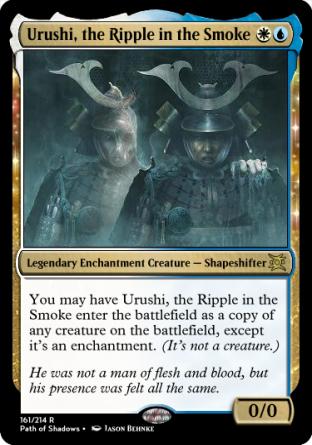 Urushi, the Ripple in the Smoke
Legendary Enchantment Creature — Shapeshifter
You may have Urushi, the Ripple in the
Smoke enter the battlefield as a copy of
any creature on the battlefield, except
it's an enchantment. (It's not a creature.)
He was not a man of flesh and blood, but
his presence was felt all the same.
161/214 R
Path of Shadows • Jason Behnke
0/0